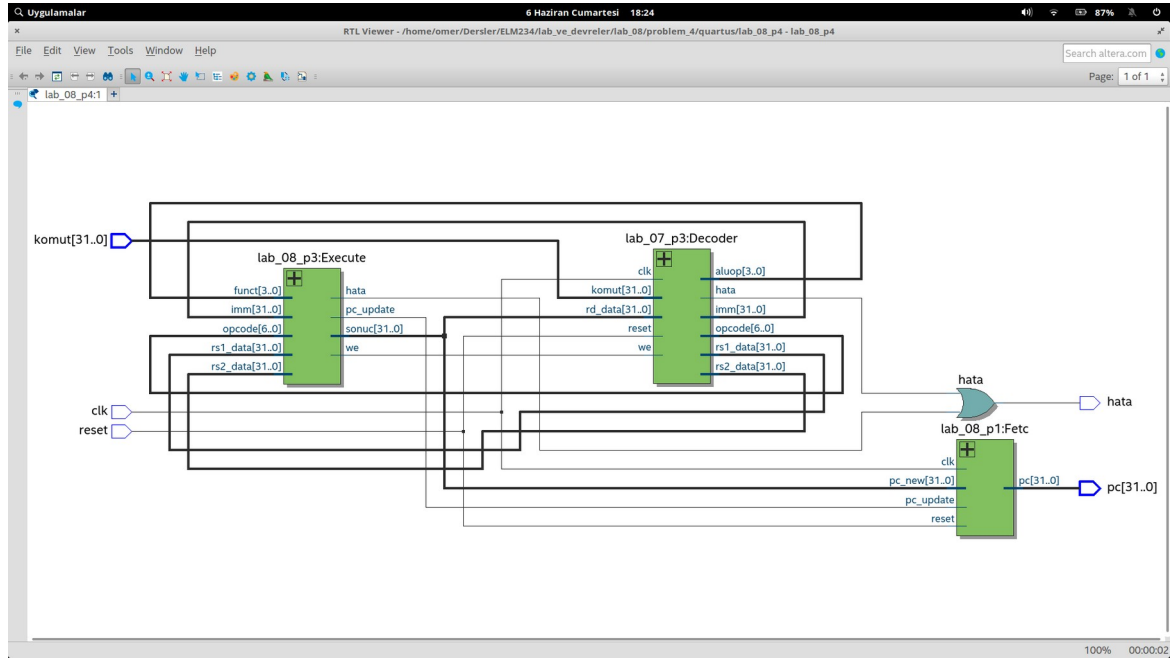 Uygulamalar
6 Haziran Cumartesi 18:24
87%
RTL Viewer - /home/omer/Dersler/ELM234/lab_ve_devreler/lab_08/problem_4/quartus/lab_08_p4 - lab_08_p4
File Edit View Tools Window Help
Search altera.com
Page: 1 of 1
lab_08_p4:1
komut[31..0]
lab_08_p3:Execute
funct[3..0]
imm[31..0]
opcode[6..0]
rs1_data[31..0]
rs2_data[31..0]
hata
pc_update
sonuc[31..0]
we
lab_07_p3:Decoder
clk
komut[31..0]
rd_data[31..0]
reset
we
aluop[3..0]
hata
imm[31..0]
opcode[6..0]
rs1_data[31..0]
rs2_data[31..0]
clk
reset
hata
hata
lab_08_p1:Fetc
clk
pc_new[31..0]
pc_update
reset
pc[31..0]
pc[31..0]
100% 00:00:02